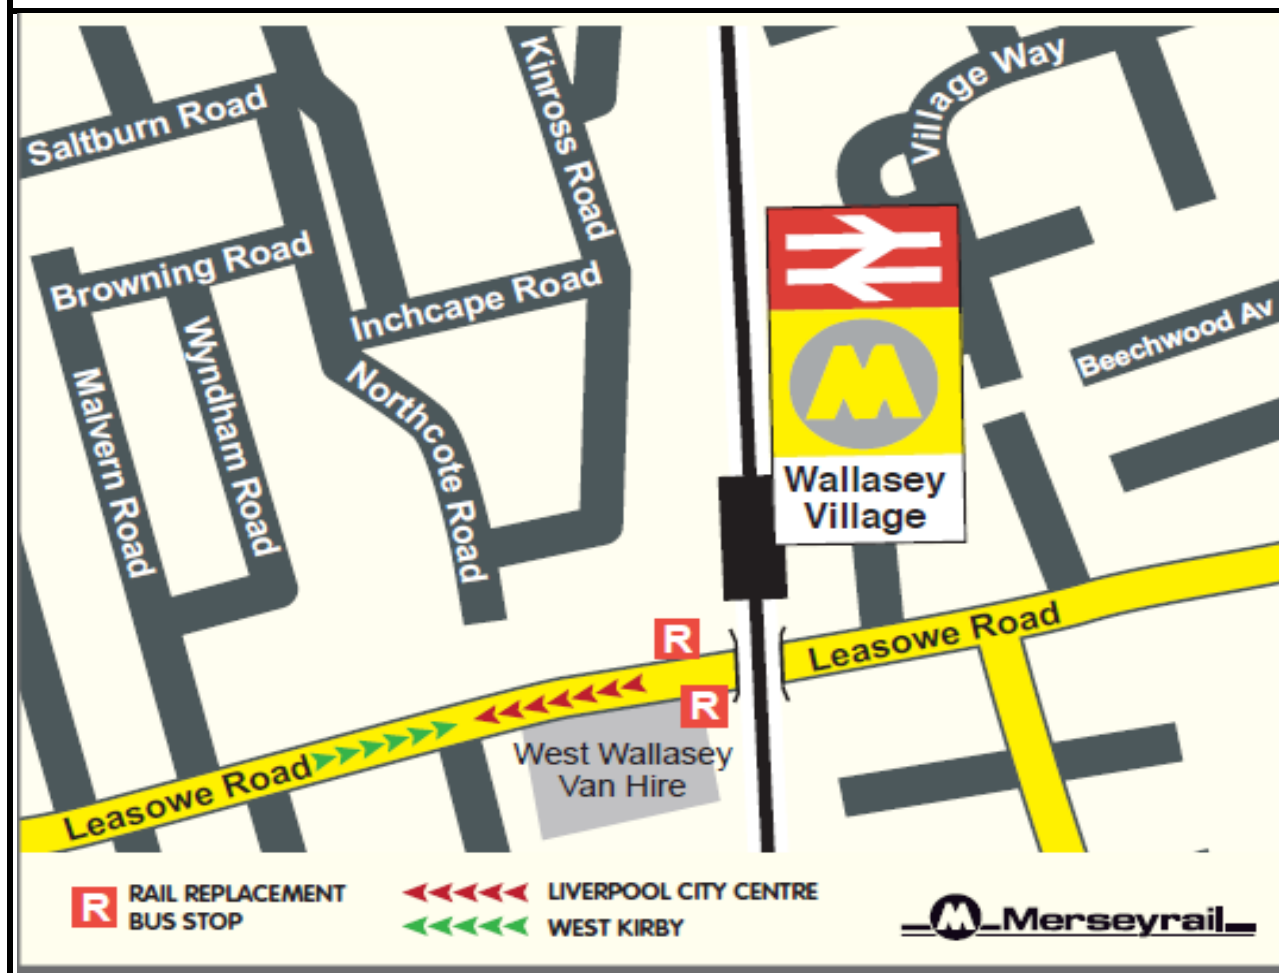 Kinross Road
Village Way
Saltburn Road
Browning Road
Inchcape Road
Beechwood Av
Wyndham Road
Malvern Road
Northcote Road
M
Wallasey
Village
R
Leasowe Road
R
West Wallasey
Van Hire
Leasowe Road
R
RAIL REPLACEMENT
BUS STOP
LIVERPOOL CITY CENTRE
WEST KIRBY
M
Merseyrail